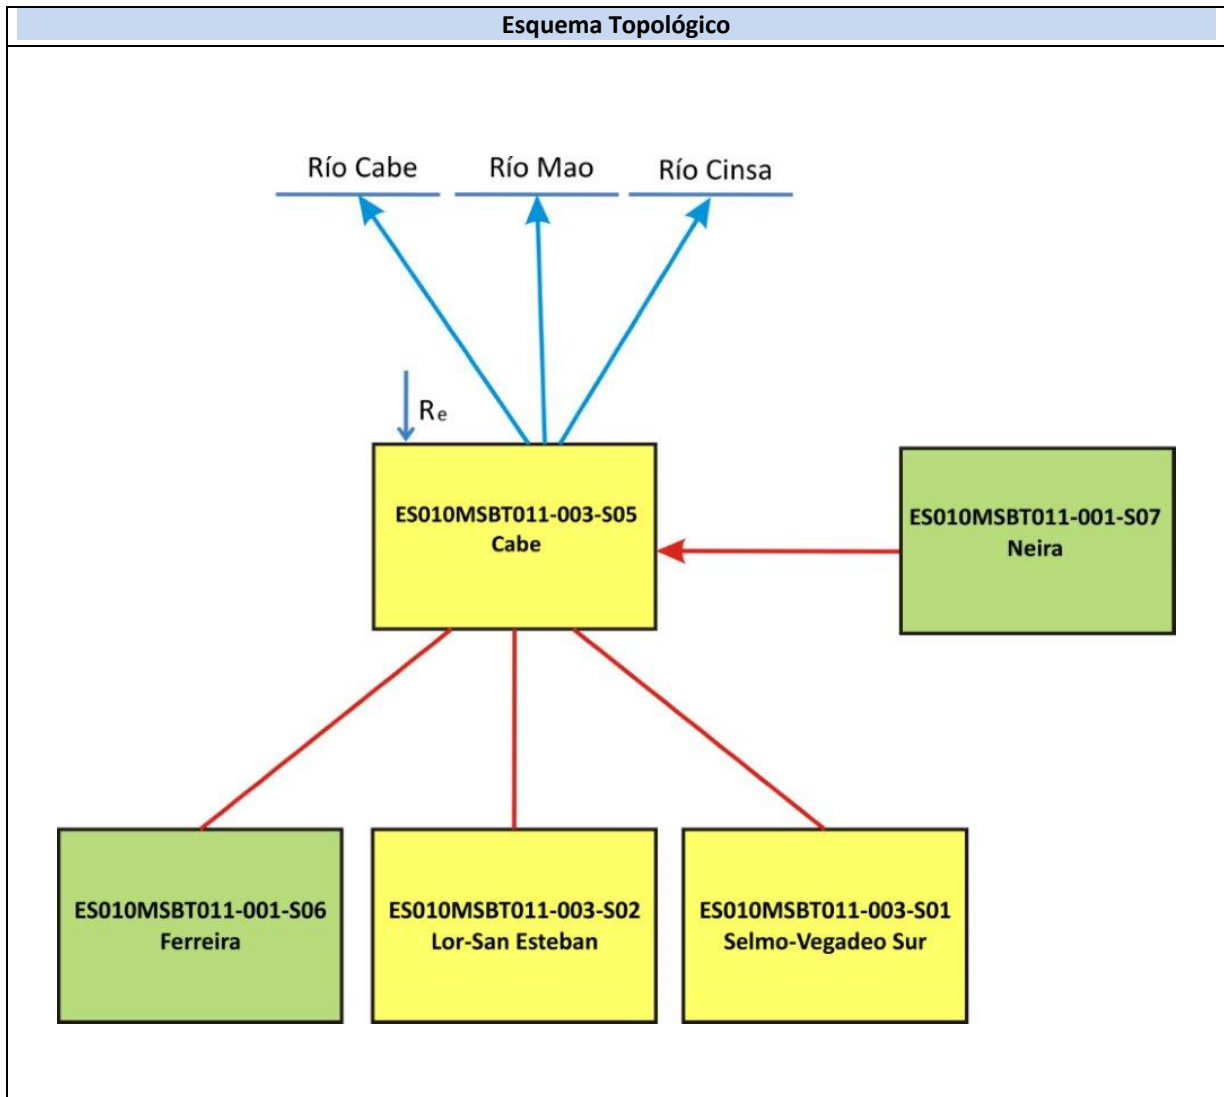 Esquema Topológico
Río Cabe
Río Mao
Río Cinsa
Re
ES010MSBT011-003-S05
Cabe
ES010MSBT011-001-S07
Neira
ES010MSBT011-001-S06
Ferreira
ES010MSBT011-003-S02
Lor-San Esteban
ES010MSBT011-003-S01
Selmo-Vegadeo Sur